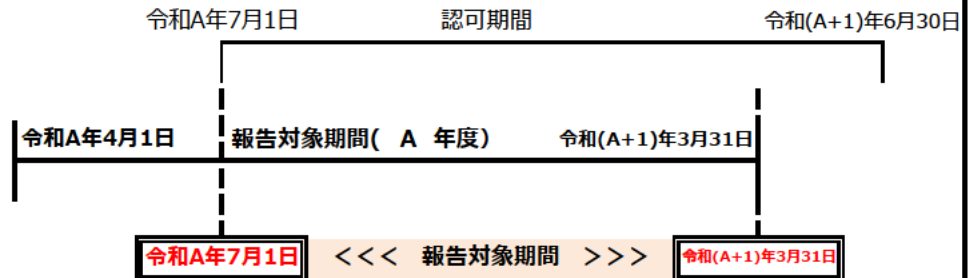 令和A年7月1日 認可期間 令和(A+1)年6月30日
令和A年4月1日 報告対象期間( A 年度) 令和(A+1)年3月31日
令和A年7月1日 <<< 報告対象期間 >>> 令和(A+1)年3月31日